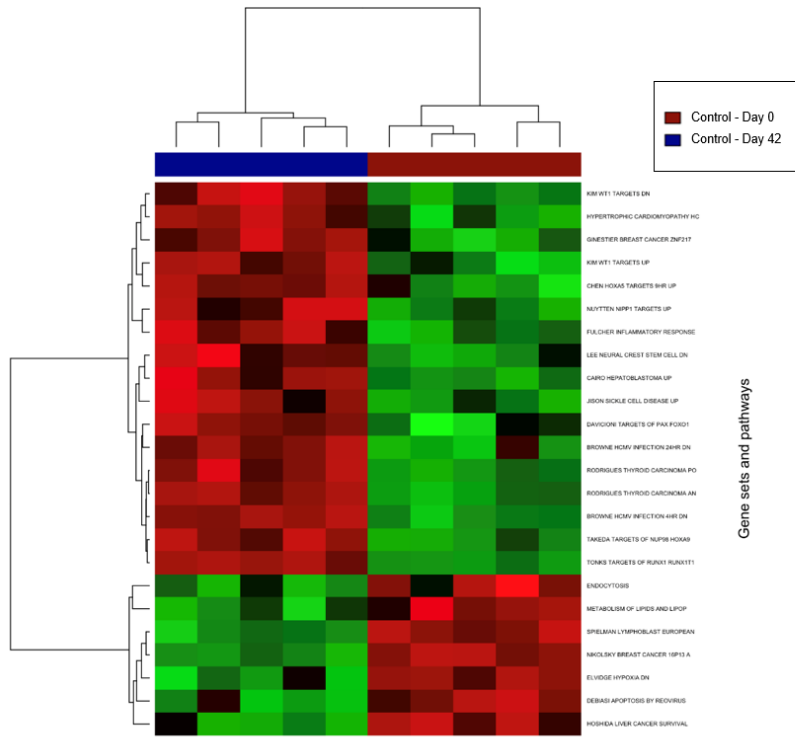 Control - Day 0
Control - Day 42
KIM WT1 TARGETS DN
HYPERTROPHIC CARDIOMYOPATHY HC
GINESTIER BREAST CANCER ZNF217
KIM WT1 TARGETS UP
CHEN HOXA5 TARGETS 9HR UP
NUYTTEN NIPP1 TARGETS UP
FULCHER INFLAMMATORY RESPONSE
LEE NEURAL CREST STEM CELL DN
CAIRO HEPATOBLASTOMA UP
JISON SICKLE CELL DISEASE UP
DAVICIONI TARGETS OF PAX FOXO1
BROWNE HCMV INFECTION 24HR DN
RODRIGUES THYROID CARCINOMA PO
RODRIGUES THYROID CARCINOMA AN
BROWNE HCMV INFECTION 4HR DN
TAKEDA TARGETS OF NUP98 HOXA9
TONKS TARGETS OF RUNX1 RUNX1T1
ENDOCYTOSIS
METABOLISM OF LIPIDS AND LIPOP
SPIELMAN LYMPHOBLAST EUROPEAN
NIKOLSKY BREAST CANCER 16P13 A
ELVIDGE HYPOXIA DN
DEBIASI APOPTOSIS BY REOVIRUS
HOSHIDA LIVER CANCER SURVIVAL
Gene sets and pathways